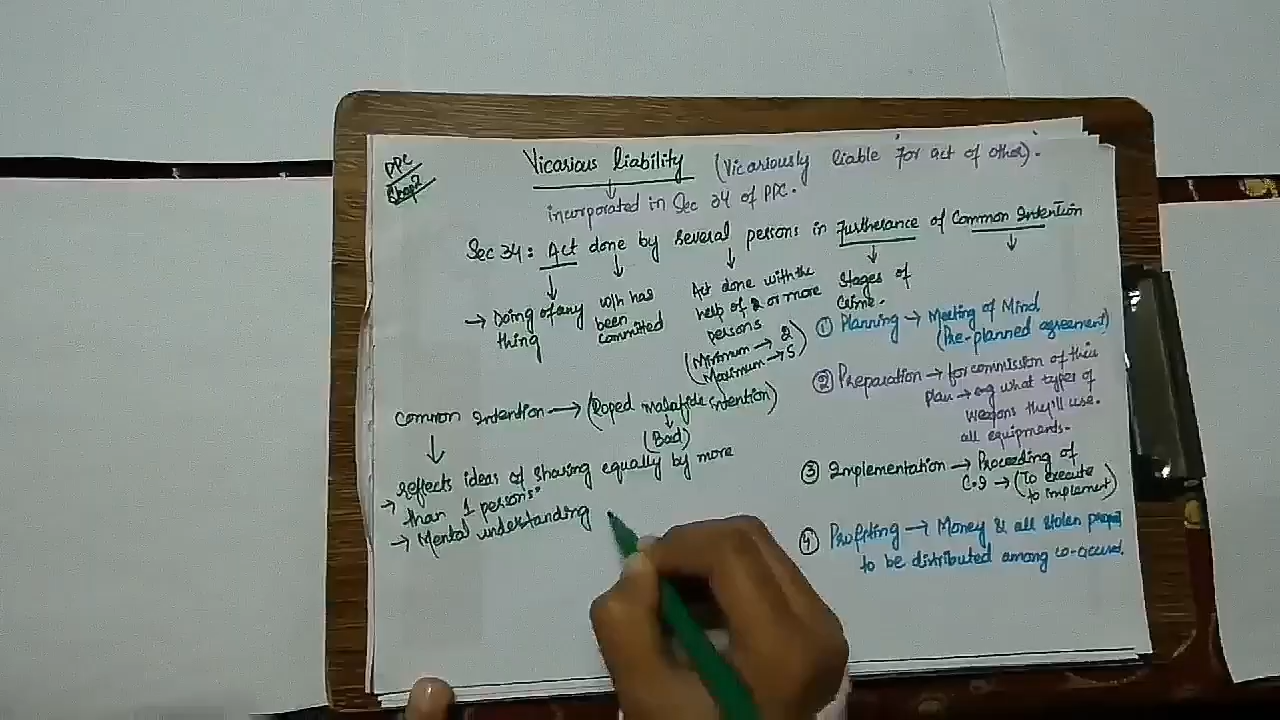 PPC
Chap2
Vicarious liability (Vicariously liable for act of other).
incorporated in Sec 34 of PPC.
Sec 34: Act done by several persons in Furtherance of Common Intention
→ Doing of any thing
wh has been committed
Act done with the help of 2 or more persons
(Minimum → 2
Maximum → 5)
Stages of crime.
① Planning → Meeting of Mind.
(Pre-planned agreement)
② Preparation → for commission of their
plan → eg what types of
weapons they'll use.
all equipments.
③ Implementation → Proceeding of
C.I → (To execute
to implement)
④ Profiting → Money & all stolen
to be distributed among co-accused.
Common Intention → (Roped malafide intention)
(Bad)
→ reflects ideas of sharing equally by more
than 1 persons"
→ Mental understanding